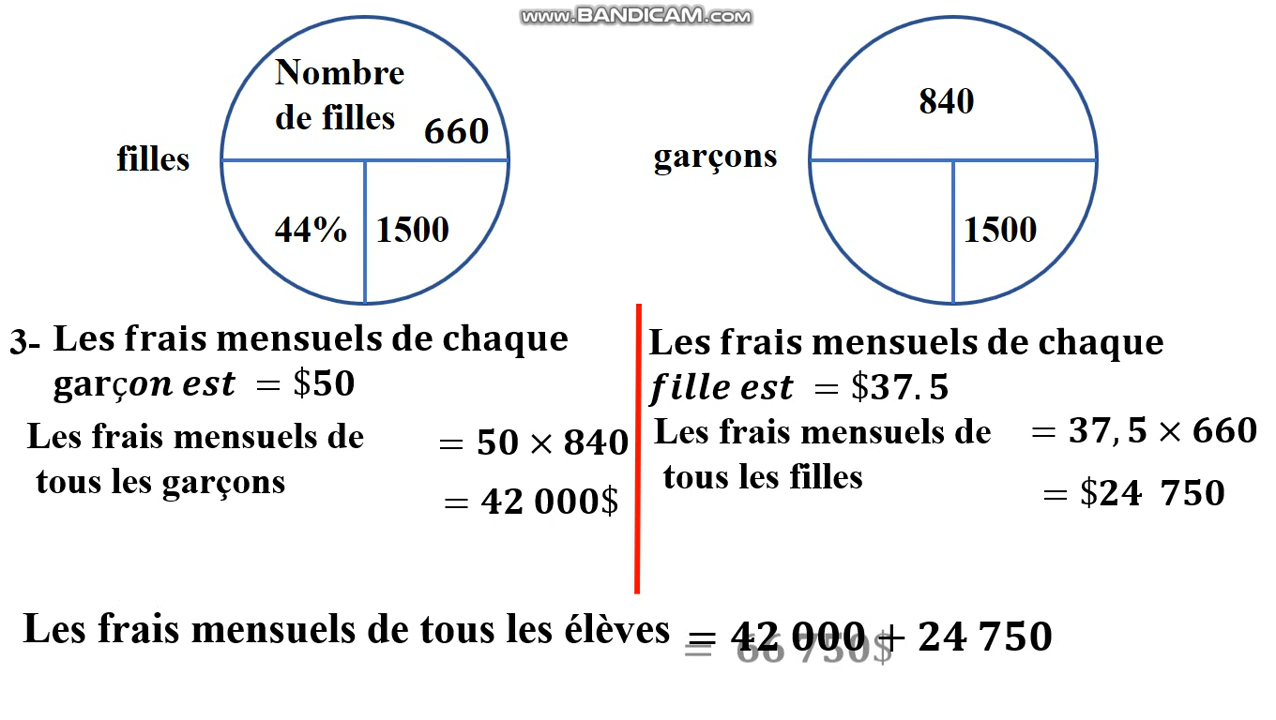 www.BANDICAM.com
Nombre
de filles 660
filles
44% 1500
840
garçons
1500
3- Les frais mensuels de chaque
garçon est = $50
Les frais mensuels de = 50 × 840
tous les garçons
= 42 000$
Les frais mensuels de chaque
fille est = $37.5
Les frais mensuels de = 37,5 × 660
tous les filles
= $24 750
Les frais mensuels de tous les élèves = 42 000 + 24 750
= 66 750$